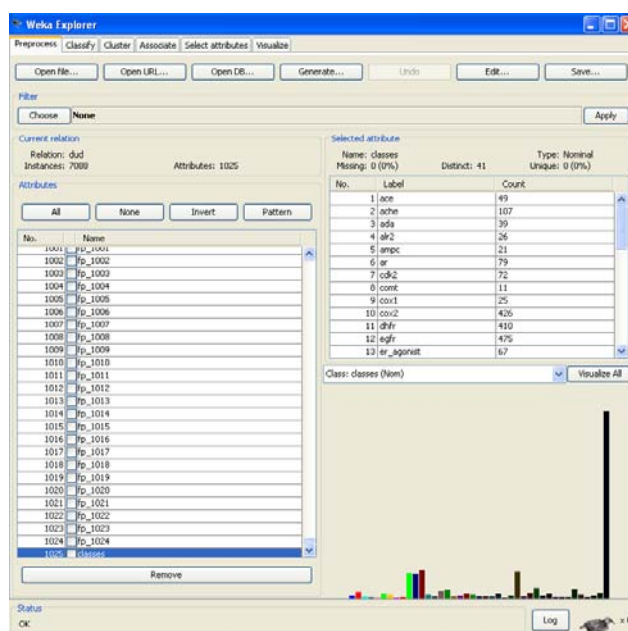 Weka Explorer
Preprocess Classify Cluster Associate Select attributes Visualize
Open file... Open URL... Open DB... Generate... Undo Edit... Save...
Filter
Choose None Apply
Current relation
Relation: dud
Instances: 7000 Attributes: 1025
Attributes
All None Invert Pattern
No. Name
1001 fp_1001
1002 fp_1002
1003 fp_1003
1004 fp_1004
1005 fp_1005
1006 fp_1006
1007 fp_1007
1008 fp_1008
1009 fp_1009
1010 fp_1010
1011 fp_1011
1012 fp_1012
1013 fp_1013
1014 fp_1014
1015 fp_1015
1016 fp_1016
1017 fp_1017
1018 fp_1018
1019 fp_1019
1020 fp_1020
1021 fp_1021
1022 fp_1022
1023 fp_1023
1024 fp_1024
1025 classes
Remove
Selected attribute
Name: classes Type: Nominal
Missing: 0 (0%) Distinct: 41 Unique: 0 (0%)
No. Label Count
1 ace 49
2 ache 107
3 ada 39
4 alr2 26
5 ampc 21
6 ar 79
7 cdk2 72
8 comt 11
9 cox1 25
10 cox2 426
11 dhfr 410
12 egfr 475
13 er_agonist 67
Class: classes (Nom) Visualize All
Status
OK Log